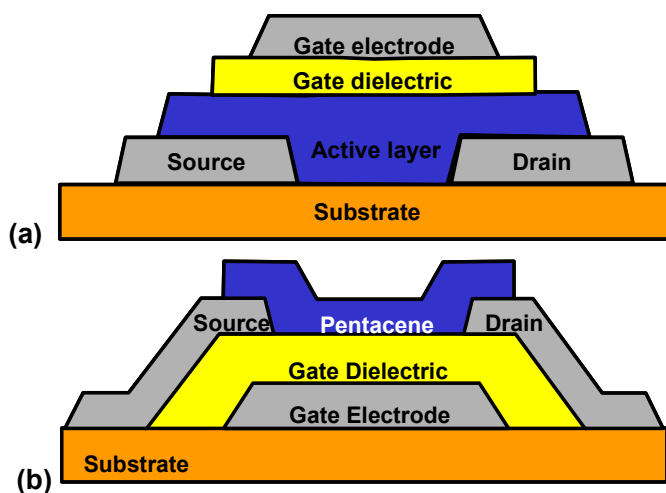 Gate electrode
Gate dielectric
Active layer
Source
Drain
Substrate
(a)
Source
Pentacene
Drain
Gate Dielectric
Gate Electrode
Substrate
(b)